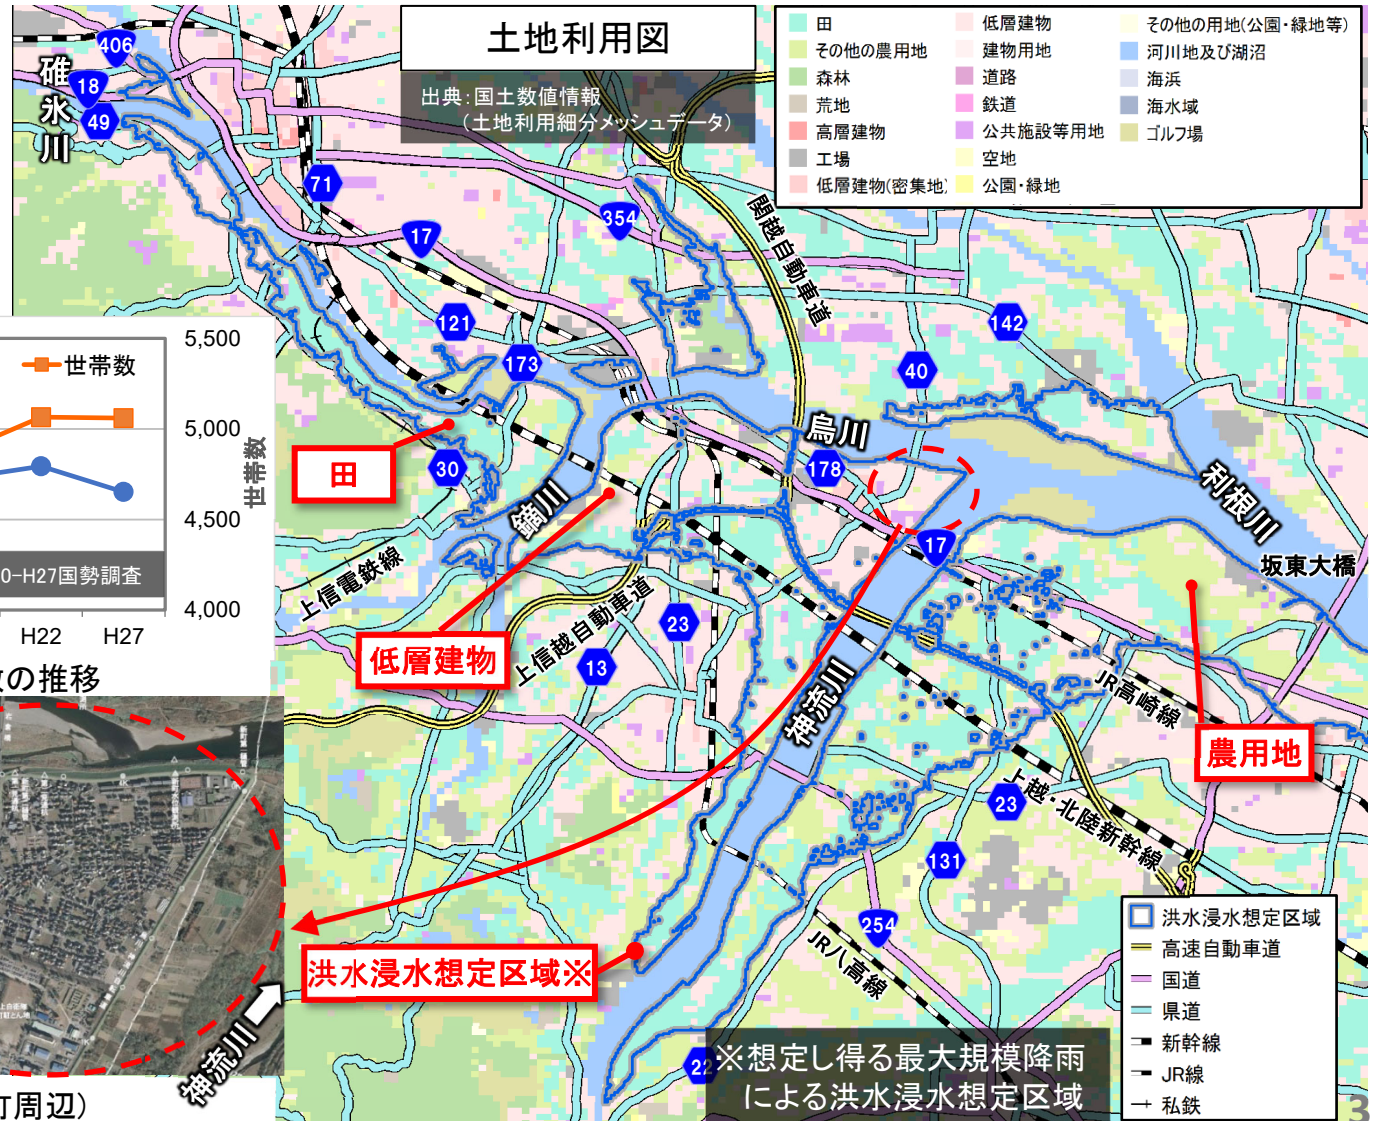 土地利用図
出典：国土数値情報
（土地利用細分メッシュデータ）
田
その他の農用地
森林
荒地
高層建物
工場
低層建物(密集地)
低層建物
建物用地
道路
鉄道
公共施設等用地
空地
公園・緑地
その他の用地(公園・緑地等)
河川地及び湖沼
海浜
海水域
ゴルフ場
406
18
49
碓氷川
71
17
354
関越自動車道
121
173
142
40
烏川
178
30
田
鏑川
利根川
坂東大橋
17
上信電鉄線
低層建物
上信越自動車道
23
13
神流川
JR高崎線
農用地
上越・北陸新幹線
23
131
254
JR八高線
洪水浸水想定区域※
22
※想定し得る最大規模降雨
による洪水浸水想定区域
洪水浸水想定区域
高速自動車道
国道
県道
新幹線
JR線
私鉄
世帯数
5,500
5,000
4,500
4,000
世帯数
0-H27国勢調査
H22
H27
数の推移
神流川
町周辺）
3